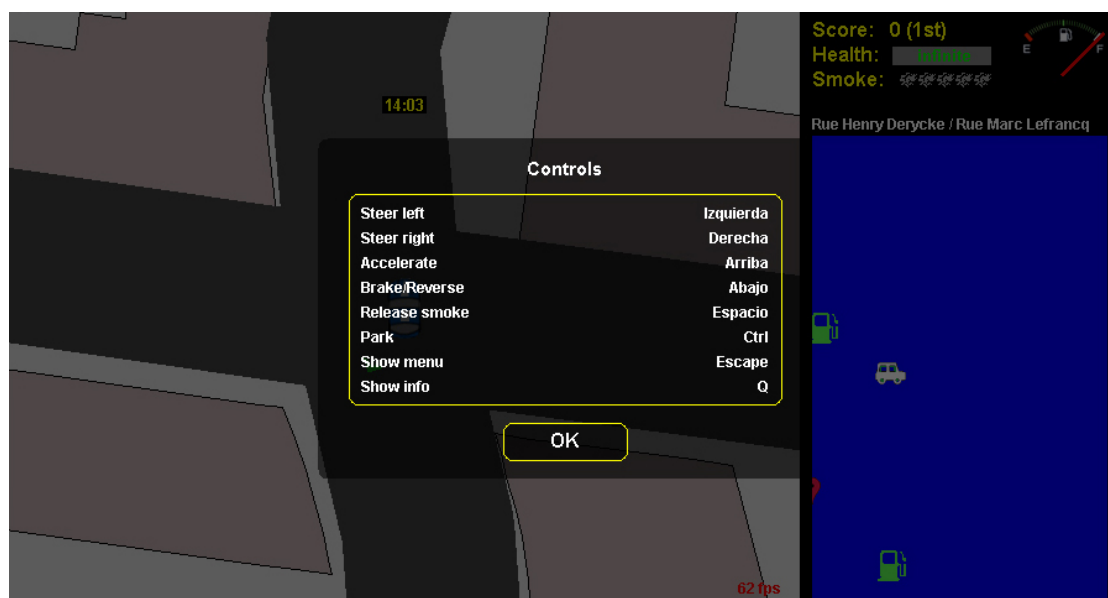 Score: 0 (1st)
Health: Infinite
Smoke:
E F
14:03
Rue Henry Derycke / Rue Marc Lefrancq
Controls
Steer left Izquierda
Steer right Derecha
Accelerate Arriba
Brake/Reverse Abajo
Release smoke Espacio
Park Ctrl
Show menu Escape
Show info Q
OK
62 fps